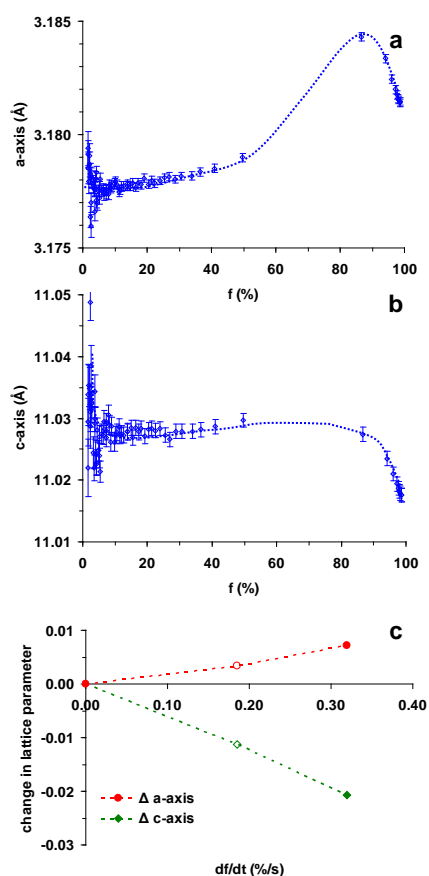 3.185
a
3.180
3.175
a-axis (Å)
0 20 40 60 80 100
f (%)
11.05
b
11.04
11.03
11.02
11.01
c-axis (Å)
0 20 40 60 80 100
f (%)
0.01
c
0.00
0.00 0.10 0.20 0.30 0.40
-0.01
-0.02
-0.03
change in lattice parameter
Δ a-axis
Δ c-axis
df/dt (%/s)